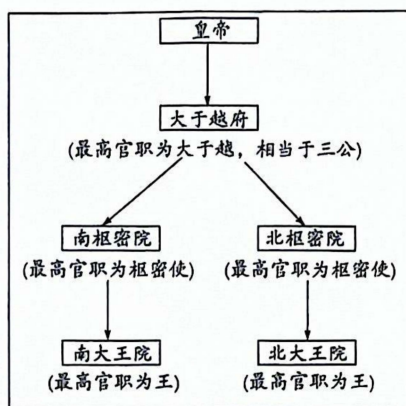 皇帝
大于越府
(最高官职为大于越，相当于三公)
南枢密院
北枢密院
(最高官职为枢密使)
(最高官职为枢密使)
南大王院
北大王院
(最高官职为王)
(最高官职为王)